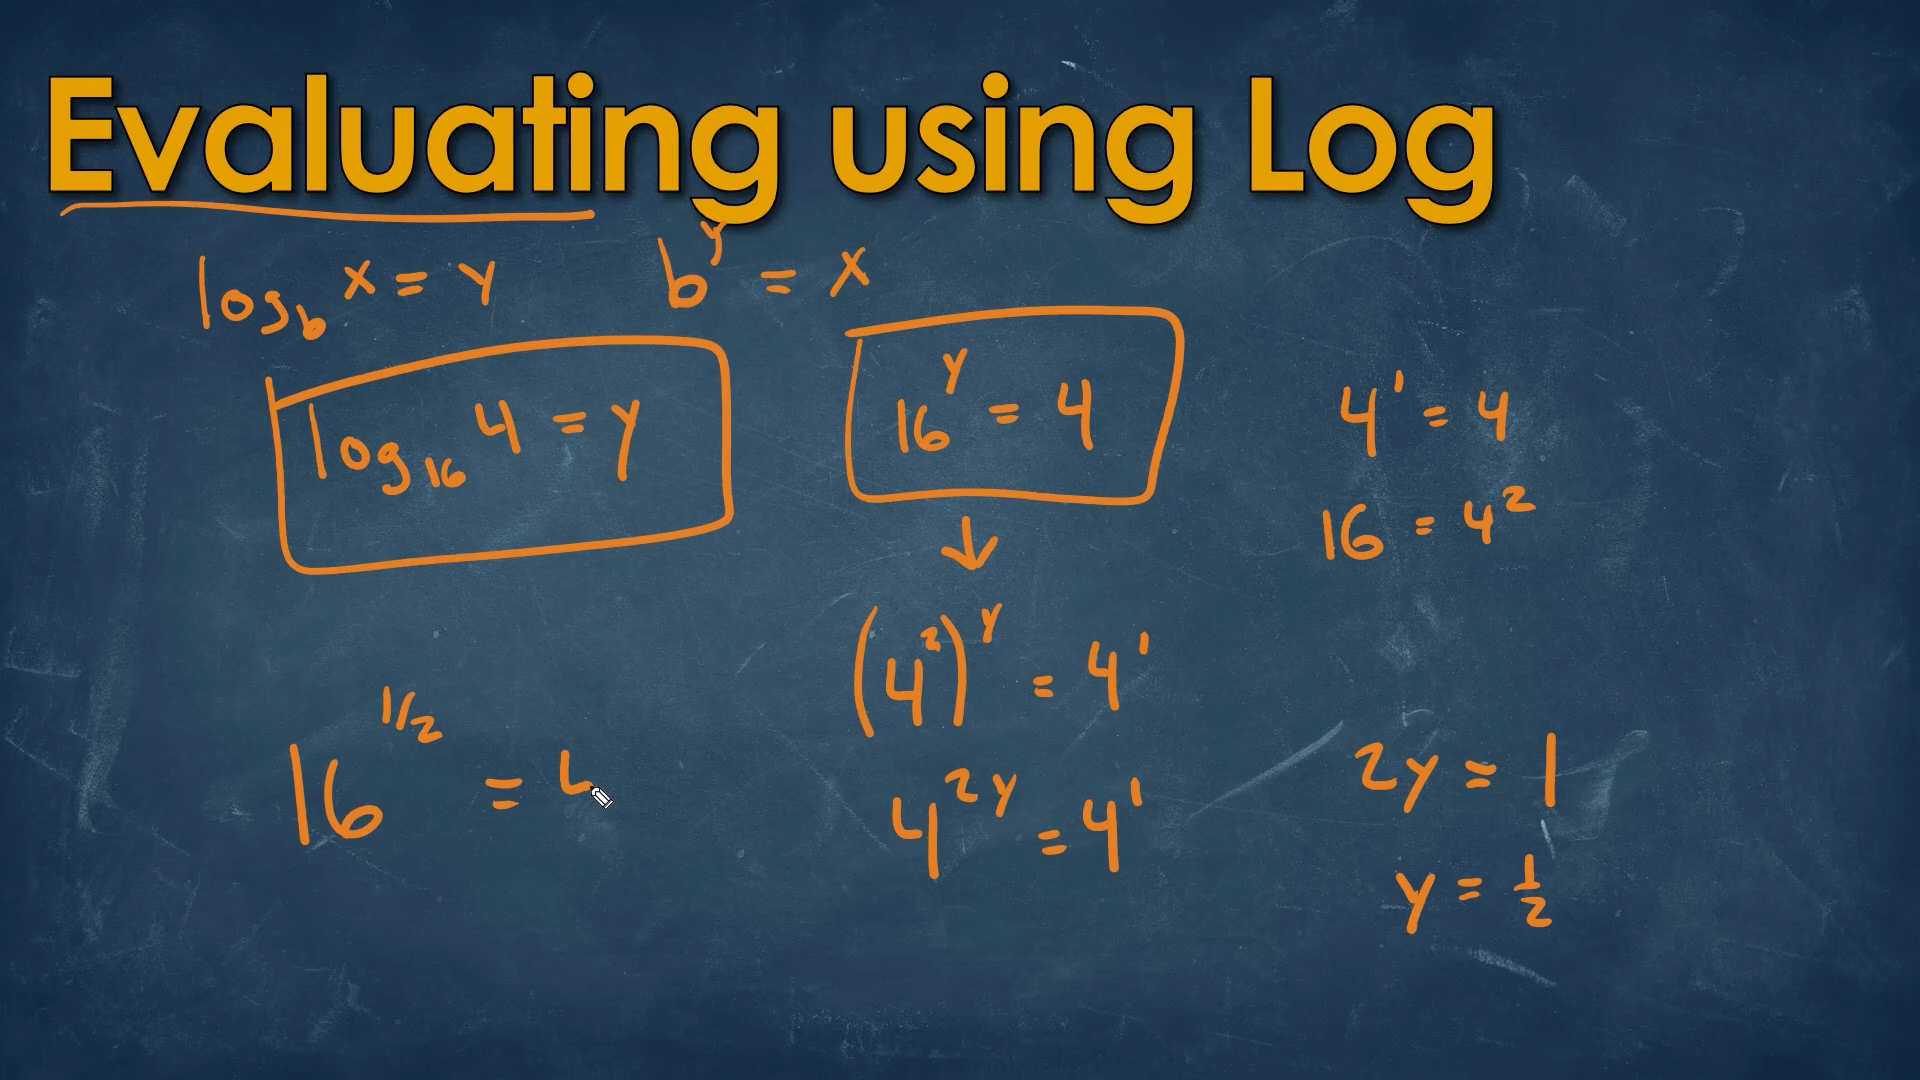 Evaluating using Log
log_b x = y
b^y = x
log_16 4 = y
16^y = 4
4^1 = 4
16 = 4^2
(4^2)^y = 4^1
16^1/2 = 4
4^2y = 4^1
2y = 1
y = 1/2